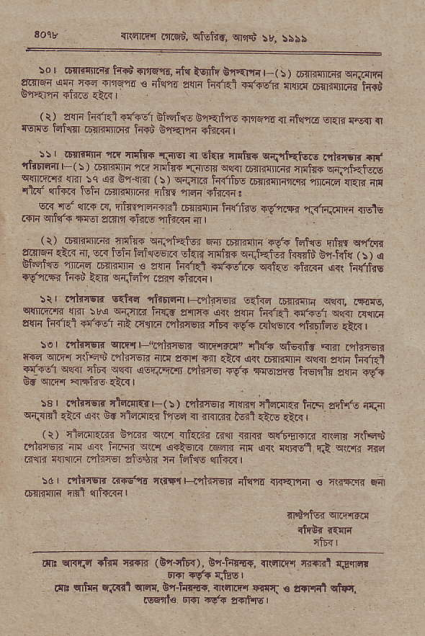 ৪০৭৮ বাংলাদেশ গেজেট, অতিরিক্ত, আগস্ট ১৮, ১৯৯৯
১০। চেয়ারম্যানের নিকট কাগজপত্র, নথি ইত্যাদি উপস্থাপন।—(১) চেয়ারম্যানের অনুমোদন
প্রয়োজন এমন সকল কাগজপত্র ও নথিপত্র প্রধান নির্বাহী কর্মকর্তার মাধ্যমে চেয়ারম্যানের নিকট
উপস্থাপন করিতে হইবে।
(২) প্রধান নির্বাহী কর্মকর্তা উল্লিখিত উপস্থাপিত কাগজপত্র বা নথিপত্রে তাহার মন্তব্য বা
মতামত লিখিয়া চেয়ারম্যানের নিকট উপস্থাপন করিবেন।
১১। চেয়ারম্যান পদে সাময়িক শূন্যতা বা তাঁহার সাময়িক অনুপস্থিতিতে পৌরসভার কার্য
পরিচালনা।—(১) চেয়ারম্যান পদে সাময়িক শূন্যতায় অথবা চেয়ারম্যানের সাময়িক অনুপস্থিতিতে
অধ্যাদেশের ধারা ১৭ এর উপ-ধারা (১) অনুসারে নির্বাচিত চেয়ারম্যানগণের প্যানেলে যাহার নাম
শীর্ষে থাকিবে তিনি চেয়ারম্যানের দায়িত্ব পালন করিবেন:
তবে শর্ত থাকে যে, দায়িত্বপালনকারী চেয়ারম্যান নির্ধারিত কর্তৃপক্ষের পূর্বানুমোদন ব্যতীত
কোন আর্থিক ক্ষমতা প্রয়োগ করিতে পারিবেন না।
(২) চেয়ারম্যানের সাময়িক অনুপস্থিতির জন্য চেয়ারম্যান কর্তৃক লিখিত দায়িত্ব অর্পণের
প্রয়োজন হইবে না, তবে তিনি লিখিতভাবে তাঁহার সাময়িক অনুপস্থিতির বিষয়টি উপ-বিধি (১) এ
উল্লিখিত প্যানেল চেয়ারম্যান ও প্রধান নির্বাহী কর্মকর্তাকে অবহিত করিবেন এবং নির্ধারিত
কর্তৃপক্ষের নিকট ইহার অনুলিপি প্রেরণ করিবেন।
১২। পৌরসভার তহবিল পরিচালনা।—পৌরসভার তহবিল চেয়ারম্যান অথবা, ক্ষেত্রমত,
অধ্যাদেশের ধারা ১৮এ অনুসারে নিযুক্ত প্রশাসক এবং প্রধান নির্বাহী কর্মকর্তা অথবা যেখানে
প্রধান নির্বাহী কর্মকর্তা নাই সেখানে পৌরসভার সচিব কর্তৃক যৌথভাবে পরিচালিত হইবে।
১৩। পৌরসভার আদেশ।—“পৌরসভার আদেশক্রমে” শীর্ষক অভিব্যক্তি দ্বারা পৌরসভার
সকল আদেশ সংশ্লিষ্ট পৌরসভার নামে প্রকাশ করা হইবে এবং চেয়ারম্যান অথবা প্রধান নির্বাহী
কর্মকর্তা অথবা সচিব অথবা এতদুদ্দেশ্যে পৌরসভা কর্তৃক ক্ষমতাপ্রদত্ত বিভাগীয় প্রধান কর্তৃক
উক্ত আদেশ স্বাক্ষরিত হইবে।
১৪। পৌরসভার সীলমোহর।—(১) পৌরসভার সাধারণ সীলমোহর নিম্নে প্রদর্শিত নমুনা
অনুযায়ী হইবে এবং উক্ত সীলমোহর পিতল বা রাবারের তৈরী হইতে হইবে।
(২) সীলমোহরের উপরের অংশে বাহিরের রেখা বরাবর অর্ধচন্দ্রাকারে বাংলায় সংশ্লিষ্ট
পৌরসভার নাম এবং নিম্নের অংশে একইভাবে জেলার নাম এবং মধ্যবর্তী দুই অংশের সরল
রেখার মধ্যখানে পৌরসভা প্রতিষ্ঠার সন লিখিত থাকিবে।
১৫। পৌরসভার রেকর্ডপত্র সংরক্ষণ।—পৌরসভার নথিপত্র ব্যবস্থাপনা ও সংরক্ষণের জন্য
চেয়ারম্যান দায়ী থাকিবেন।
রাষ্ট্রপতির আদেশক্রমে
বদিউর রহমান
সচিব।
মোঃ আবদুল করিম সরকার (উপ-সচিব), উপ-নিয়ন্ত্রক, বাংলাদেশ সরকারী মুদ্রণালয়
ঢাকা কর্তৃক মুদ্রিত।
মোঃ আমিন জুবেরী আলম, উপ-নিয়ন্ত্রক, বাংলাদেশ ফরমস্ ও প্রকাশনী অফিস,
তেজগাঁও, ঢাকা কর্তৃক প্রকাশিত।